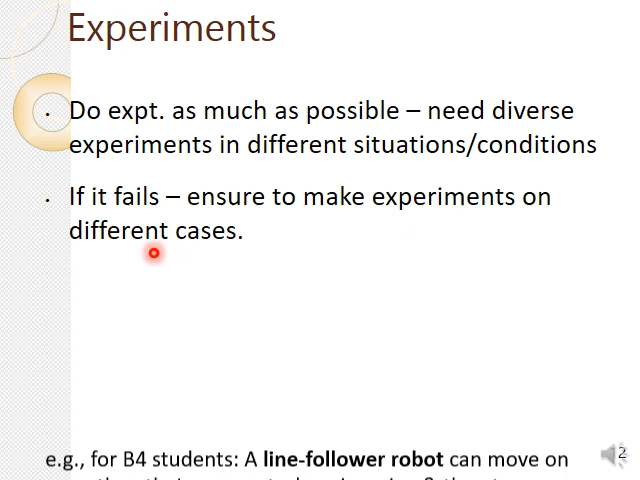 Experiments
• Do expt. as much as possible – need diverse
experiments in different situations/conditions
• If it fails – ensure to make experiments on
different cases.
2
e.g., for B4 students: A line-follower robot can move on